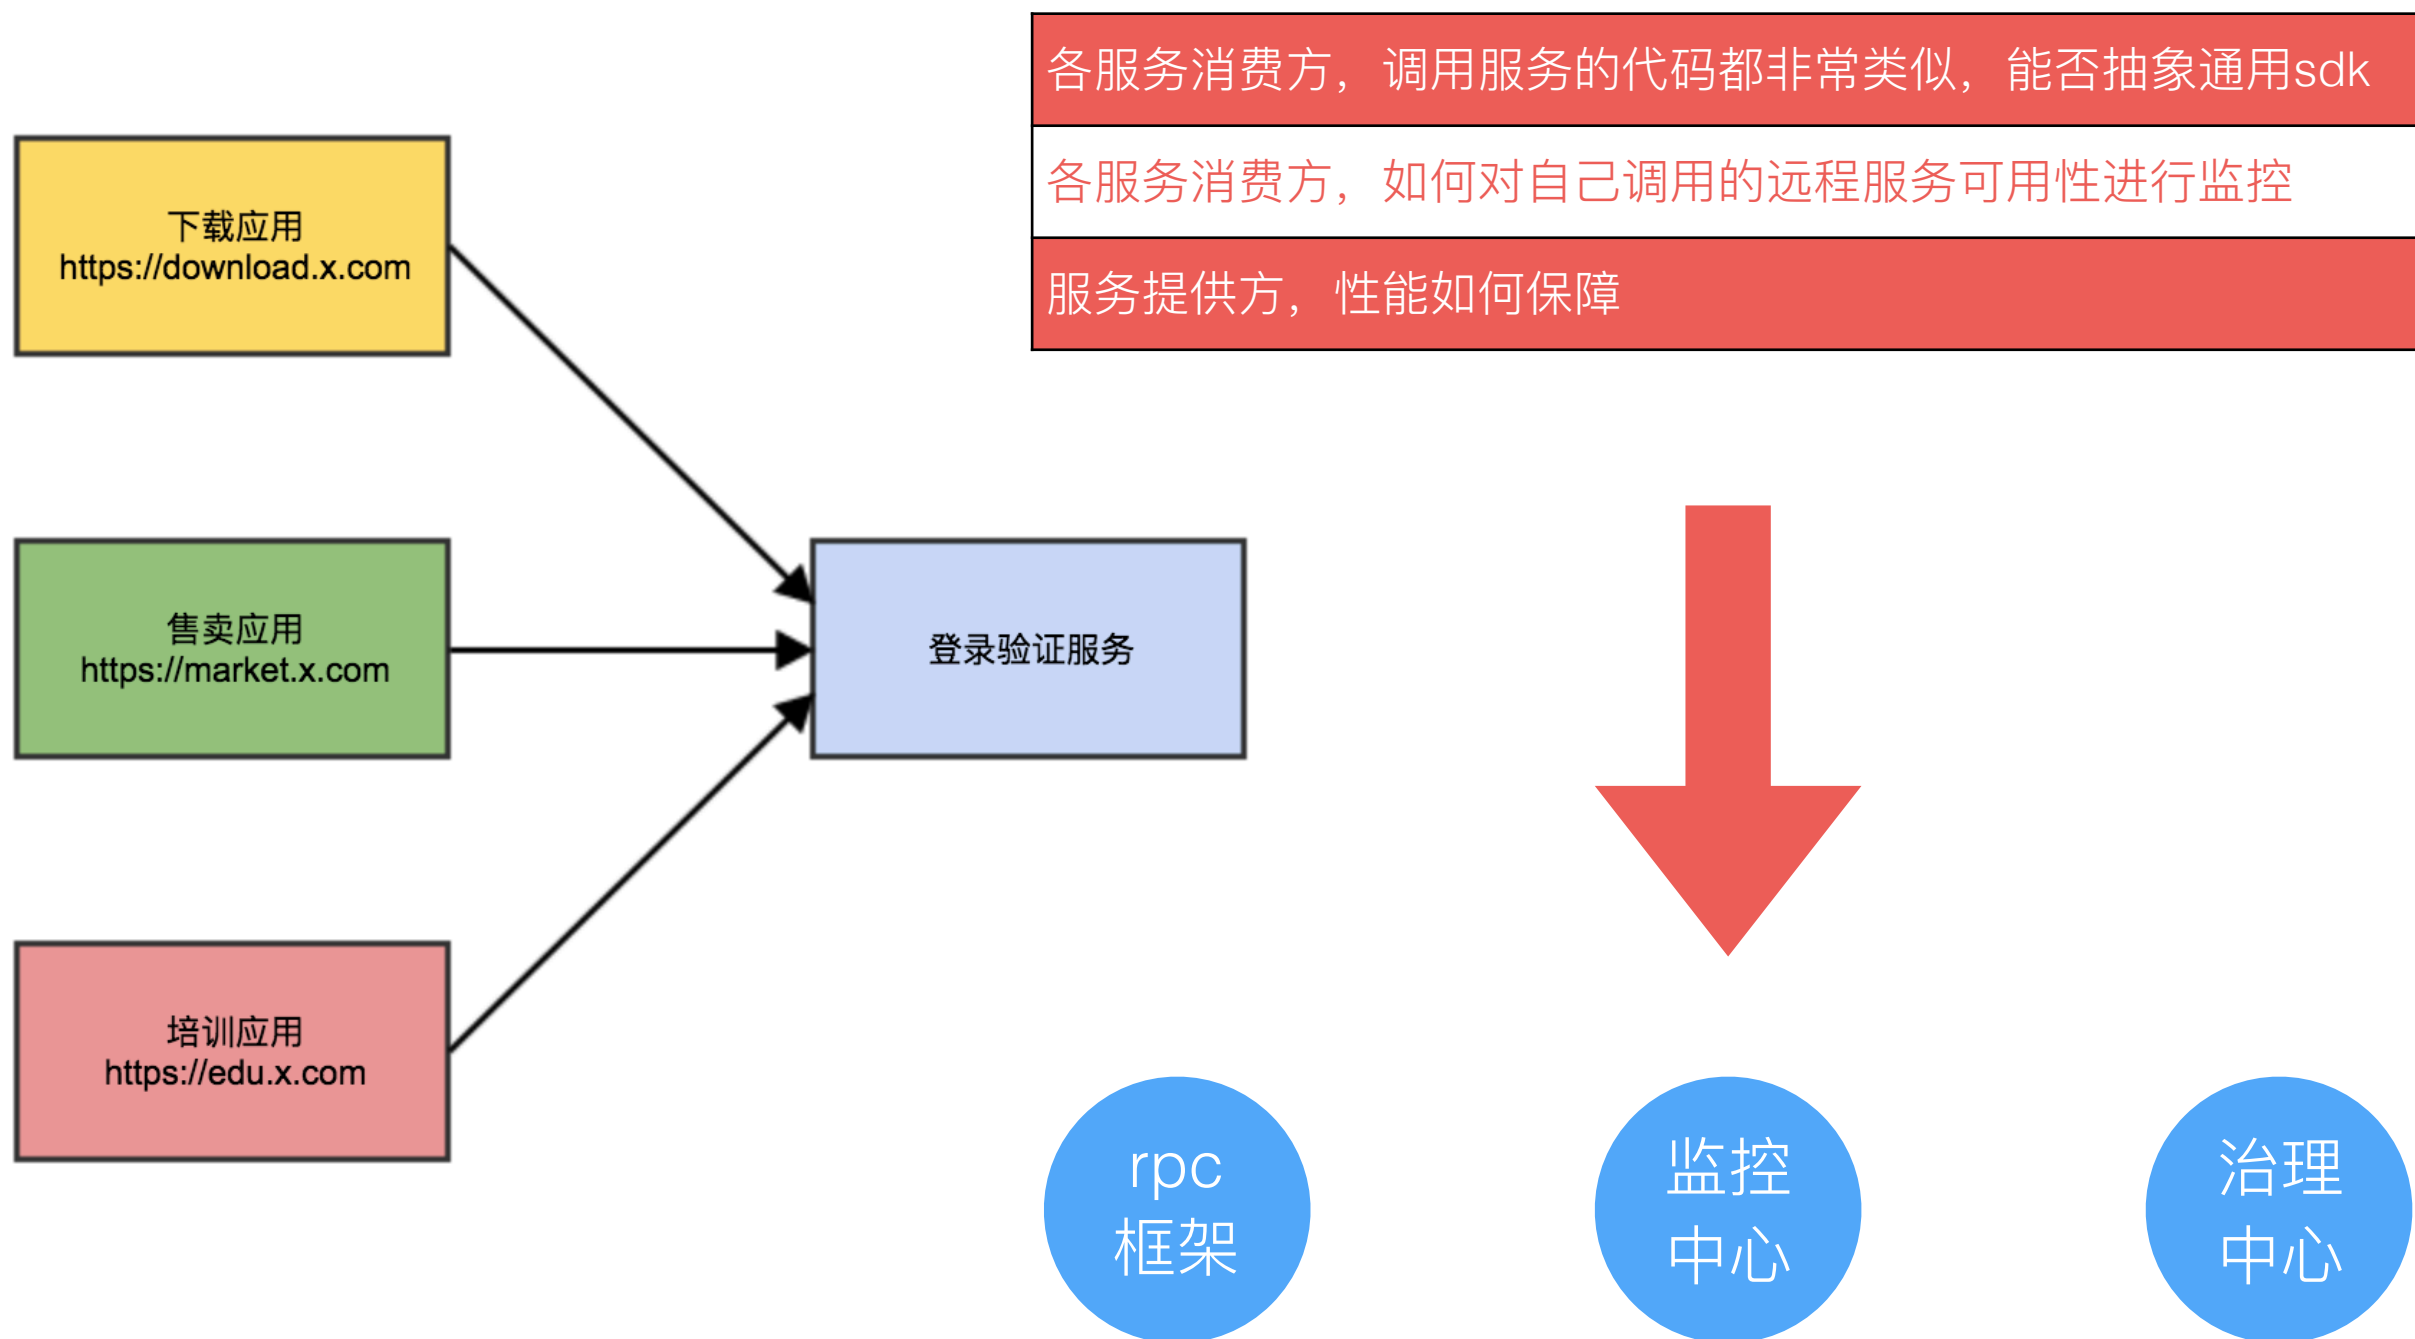 各服务消费方，调用服务的代码都非常类似，能否抽象通用sdk
各服务消费方，如何对自己调用的远程服务可用性进行监控
服务提供方，性能如何保障
下载应用
https://download.x.com
售卖应用
https://market.x.com
登录验证服务
培训应用
https://edu.x.com
rpc
框架
监控
中心
治理
中心